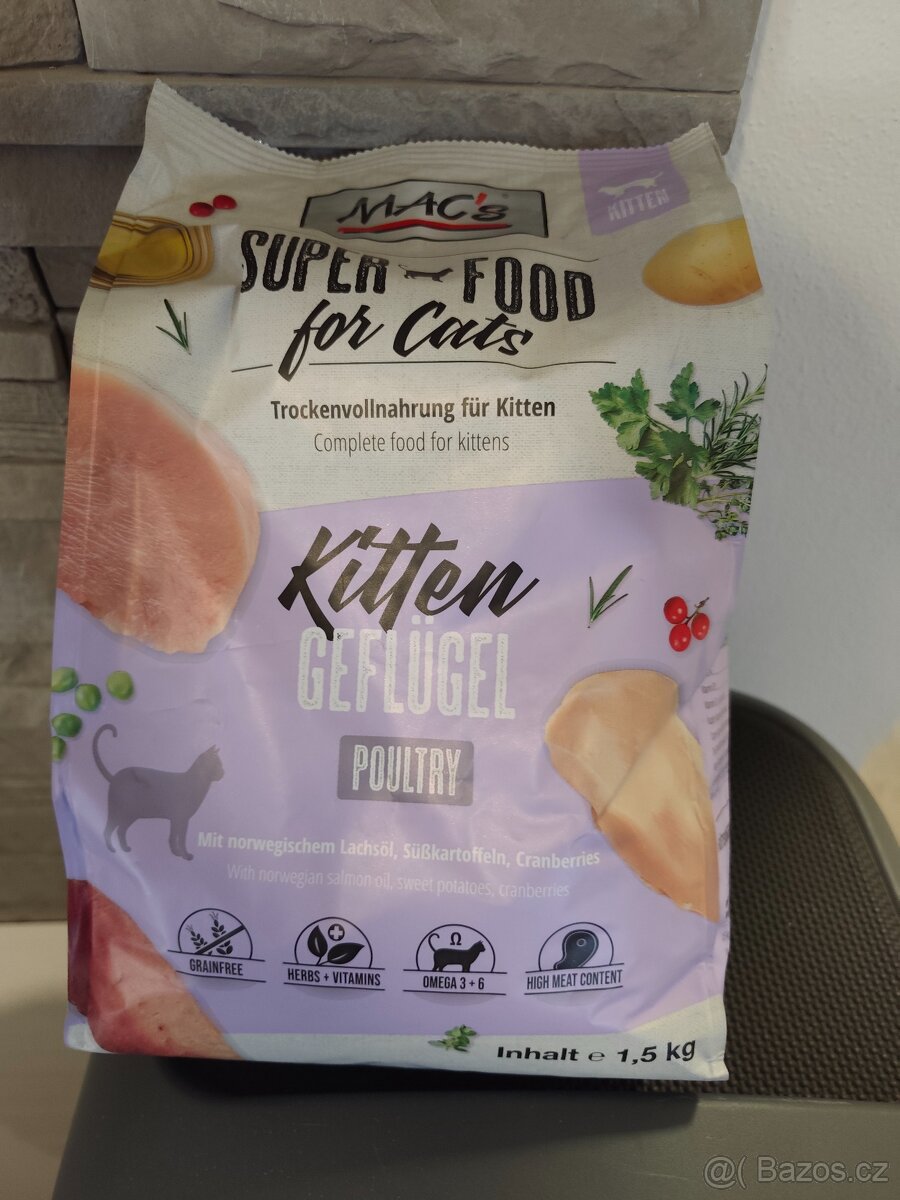 MAC's
KITTEN
SUPER FOOD
for Cats
Trockenvollnahrung für Kitten
Complete food for kittens
Kitten
GEFLÜGEL
POULTRY
Mit norwegischem Lachsöl, Süßkartoffeln, Cranberries
With norwegian salmon oil, sweet potatoes, cranberries
GRAINFREE
HERBS + VITAMINS
Ω
OMEGA 3 + 6
HIGH MEAT CONTENT
Inhalt e 1,5 kg
@( Bazos.cz